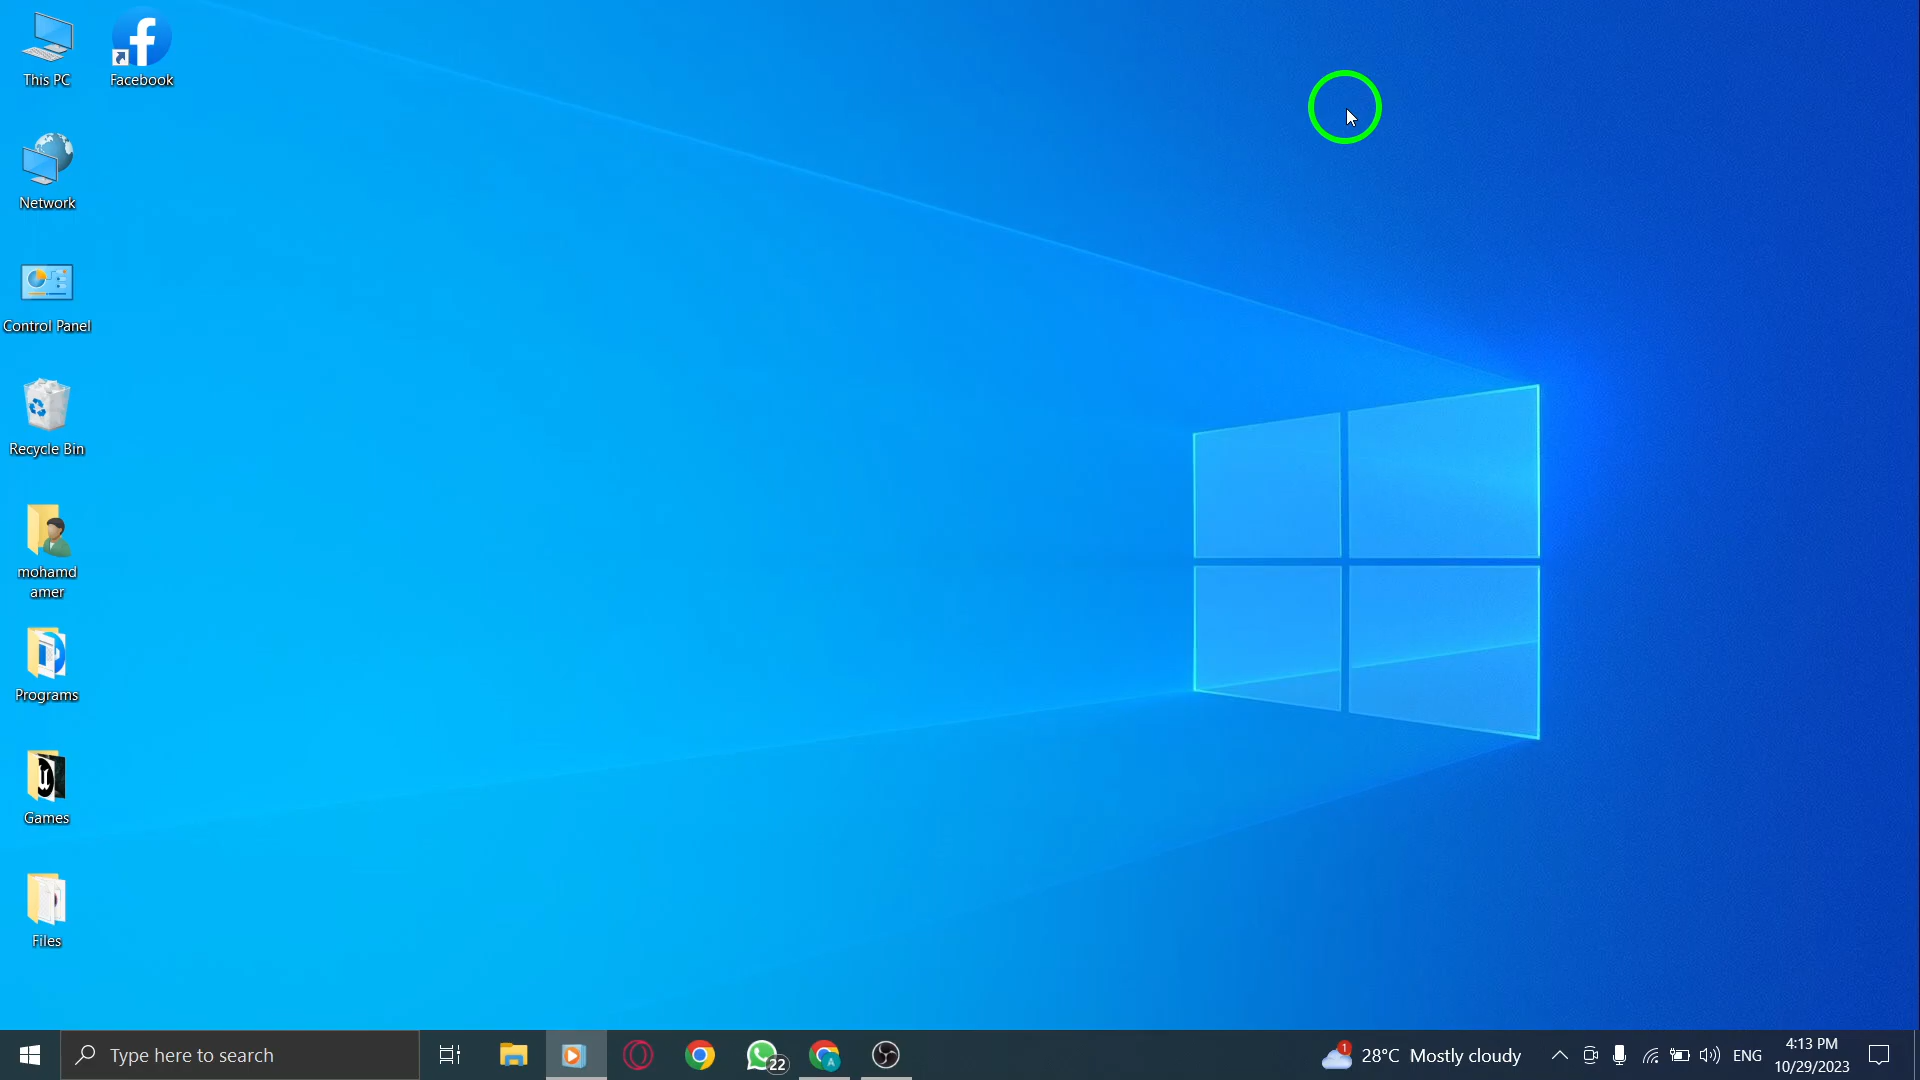 This PC
Facebook
Network
Control Panel
Recycle Bin
mohamd
amer
Programs
Games
Files
Type here to search
22
A
1
28°C Mostly cloudy
ENG
4:13 PM
10/29/2023